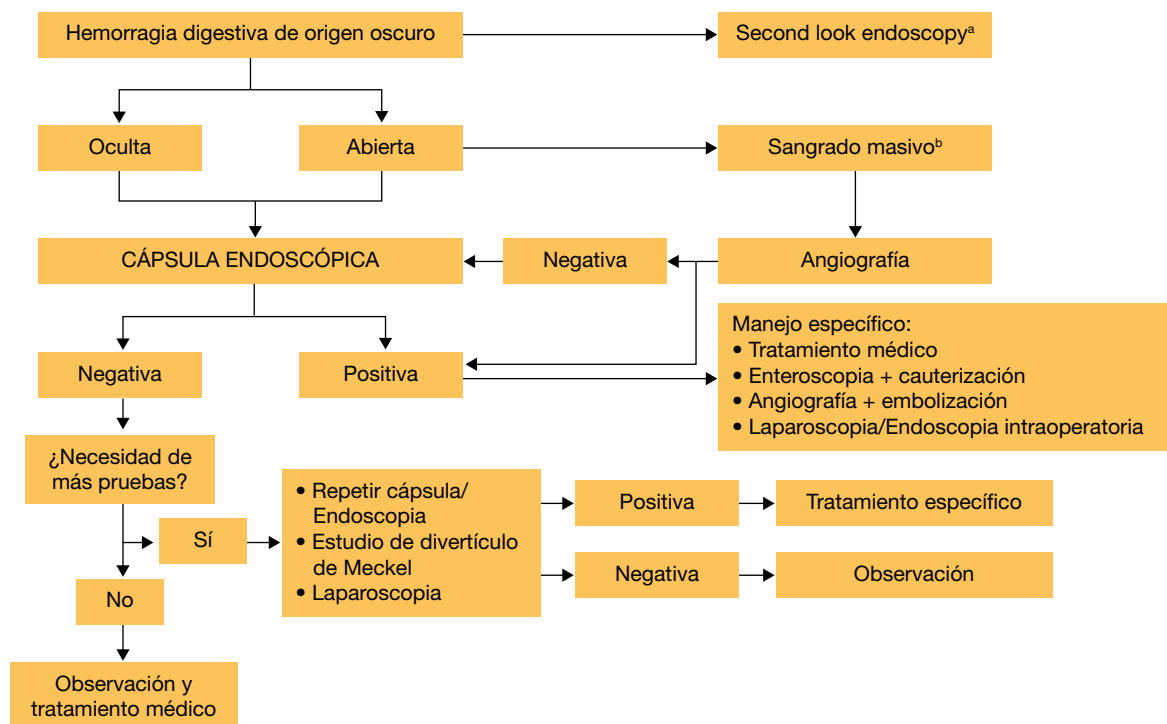 Hemorragia digestiva de origen oscuro
Second look endoscopyᵃ
Oculta
Abierta
Sangrado masivoᵇ
CÁPSULA ENDOSCÓPICA
Negativa
Angiografía
Negativa
Positiva
Manejo específico:
• Tratamiento médico
• Enteroscopia + cauterización
• Angiografía + embolización
• Laparoscopia/Endoscopia intraoperatoria
¿Necesidad de
más pruebas?
Sí
• Repetir cápsula/
Endoscopia
• Estudio de divertículo
de Meckel
• Laparoscopia
Positiva
Tratamiento específico
Negativa
Observación
No
Observación y
tratamiento médico